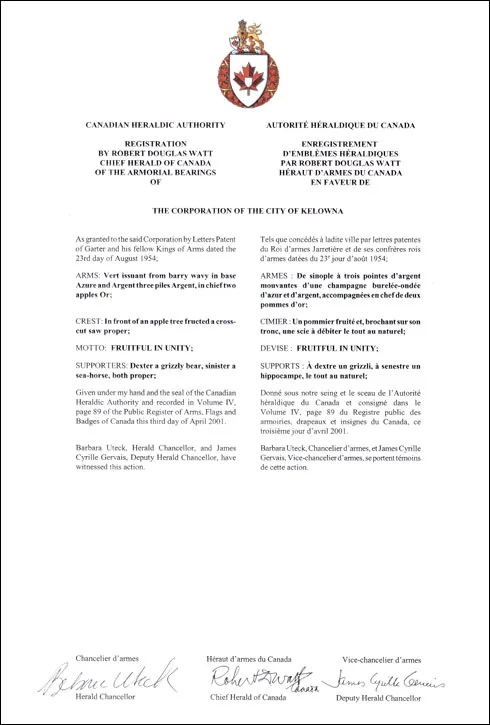 CANADIAN HERALDIC AUTHORITY
REGISTRATION
BY ROBERT DOUGLAS WATT
CHIEF HERALD OF CANADA
OF THE ARMORIAL BEARINGS
OF
AUTORITÉ HÉRALDIQUE DU CANADA
ENREGISTREMENT
D'EMBLÈMES HÉRALDIQUES
PAR ROBERT DOUGLAS WATT
HÉRAUT D'ARMES DU CANADA
EN FAVEUR DE
THE CORPORATION OF THE CITY OF KELOWNA
As granted to the said Corporation by Letters Patent
of Garter and his fellow Kings of Arms dated the
23rd day of August 1954;
ARMS: Vert issuant from barry wavy in base
Azure and Argent three piles Argent, in chief two
apples Or;
CREST: In front of an apple tree fructed a cross-
cut saw proper;
MOTTO: FRUITFUL IN UNITY;
SUPPORTERS: Dexter a grizzly bear, sinister a
sea-horse, both proper;
Given under my hand and the seal of the Canadian
Heraldic Authority and recorded in Volume IV,
page 89 of the Public Register of Arms, Flags and
Badges of Canada this third day of April 2001.
Barbara Uteck, Herald Chancellor, and James
Cyrille Gervais, Deputy Herald Chancellor, have
witnessed this action.
Tels que concédés à ladite ville par lettres patentes
du Roi d'armes Jarretière et de ses confrères rois
d'armes datées du 23e jour d'août 1954;
ARMES : De sinople à trois pointes d'argent
mouvantes d'une champagne burelée-ondée
d'azur et d'argent, accompagnées en chef de deux
pommes d'or;
CIMIER : Un pommier fruité et, brochant sur son
tronc, une scie à débiter le tout au naturel;
DEVISE : FRUITFUL IN UNITY;
SUPPORTS : À dextre un grizzli, à senestre un
hippocampe, le tout au naturel;
Donné sous notre seing et le sceau de l'Autorité
héraldique du Canada et consigné dans le
Volume IV, page 89 du Registre public des
armoiries, drapeaux et insignes du Canada, ce
troisième jour d'avril 2001.
Barbara Uteck, Chancelier d'armes, et James Cyrille
Gervais, Vice-chancelier d'armes, se portent témoins
de cette action.
Chancelier d'armes
Barbara Uteck
Herald Chancellor
Héraut d'armes du Canada
Robert D Watt
Canada
Chief Herald of Canada
Vice-chancelier d'armes
James Cyrille Gervais
Deputy Herald Chancellor